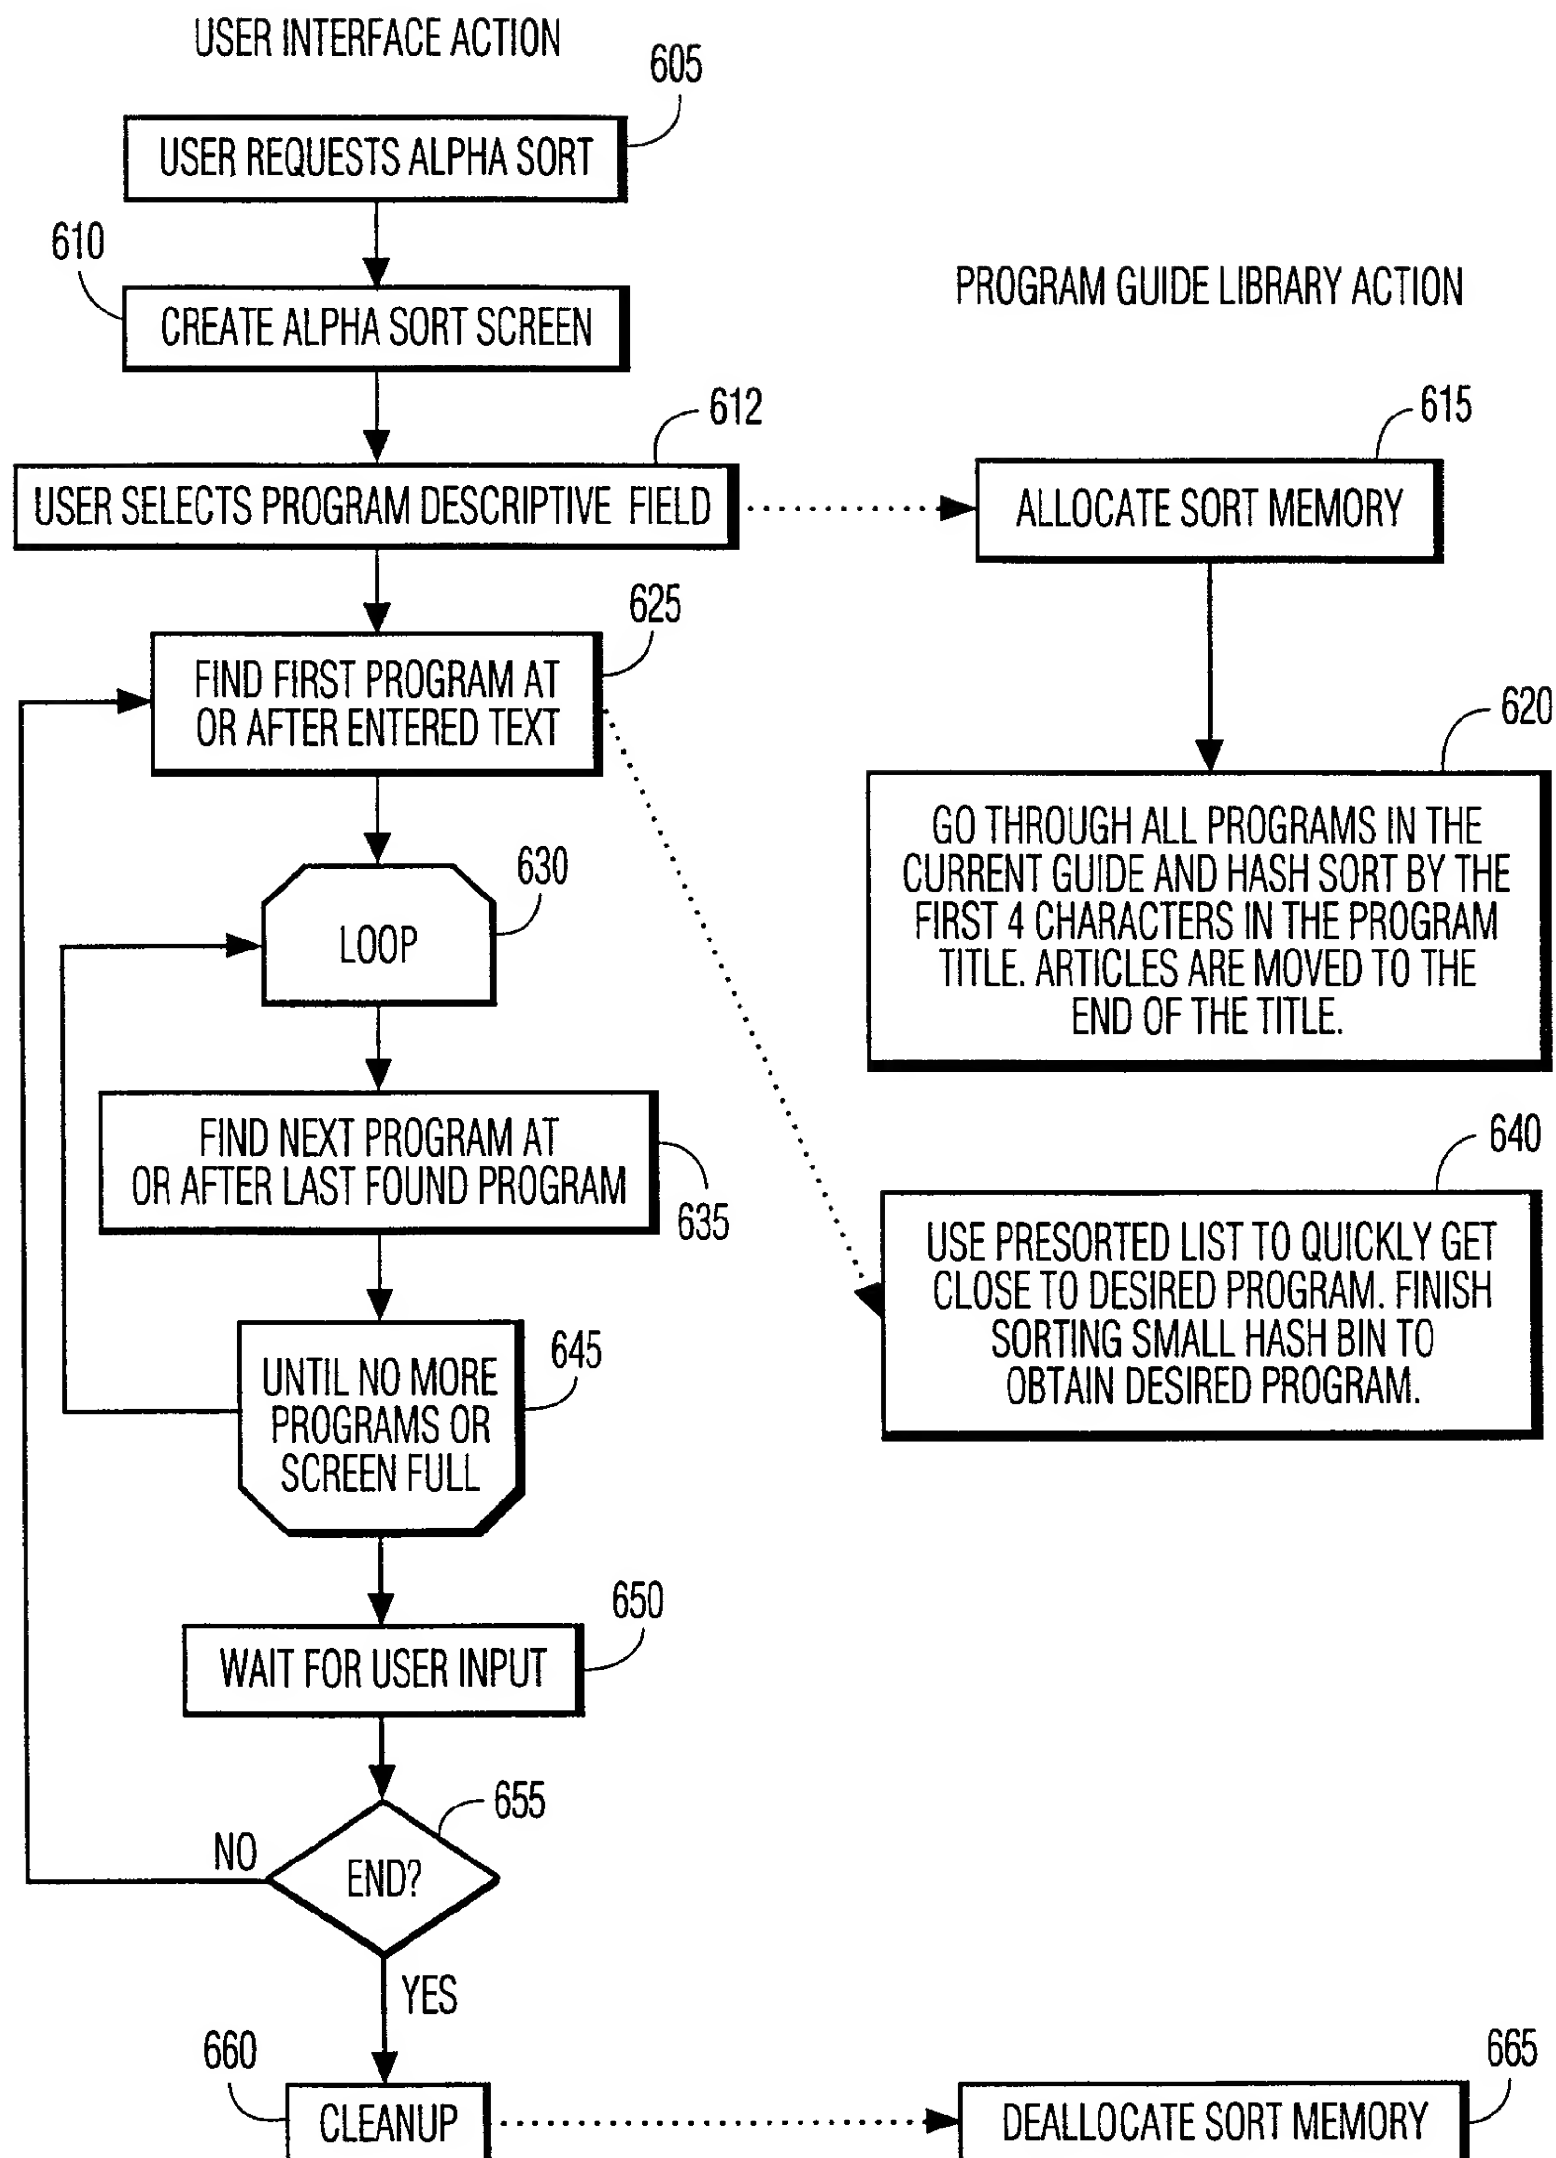 USER INTERFACE ACTION
605
USER REQUESTS ALPHA SORT
610
CREATE ALPHA SORT SCREEN
PROGRAM GUIDE LIBRARY ACTION
612
USER SELECTS PROGRAM DESCRIPTIVE FIELD
615
ALLOCATE SORT MEMORY
625
FIND FIRST PROGRAM AT
OR AFTER ENTERED TEXT
620
GO THROUGH ALL PROGRAMS IN THE
CURRENT GUIDE AND HASH SORT BY THE
FIRST 4 CHARACTERS IN THE PROGRAM
TITLE. ARTICLES ARE MOVED TO THE
END OF THE TITLE.
630
LOOP
FIND NEXT PROGRAM AT
OR AFTER LAST FOUND PROGRAM
635
640
USE PRESORTED LIST TO QUICKLY GET
CLOSE TO DESIRED PROGRAM. FINISH
SORTING SMALL HASH BIN TO
OBTAIN DESIRED PROGRAM.
645
UNTIL NO MORE
PROGRAMS OR
SCREEN FULL
650
WAIT FOR USER INPUT
655
END?
NO
YES
660
CLEANUP
665
DEALLOCATE SORT MEMORY